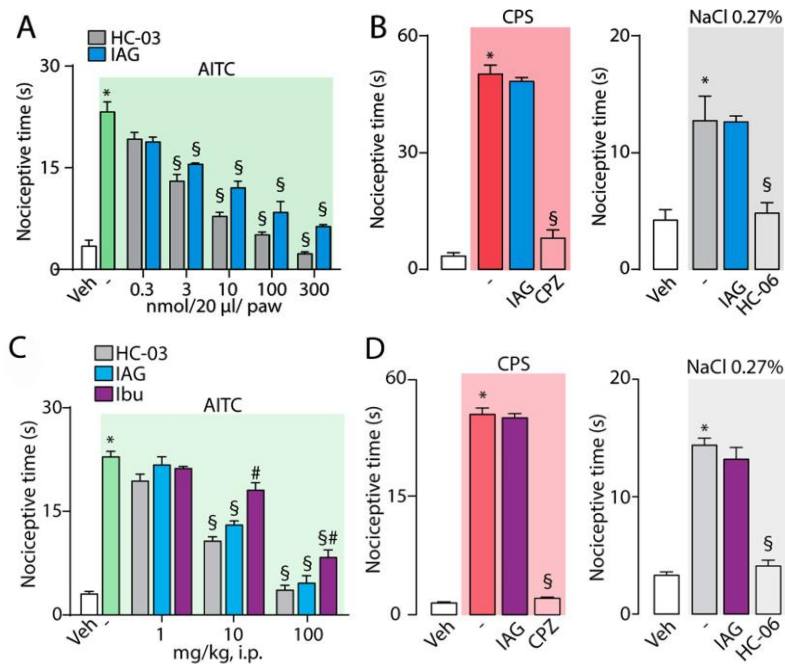 A
HC-03
IAG
AITC
Nociceptive time (s)
30
15
0
*
§ § § § § § § §
Veh - 0.3 3 10 100 300
nmol/20 µl/ paw
B
CPS
Nociceptive time (s)
60
30
0
*
§
Veh - IAG CPZ
NaCl 0.27%
Nociceptive time (s)
20
10
0
*
§
Veh - IAG HC-06
C
HC-03
IAG
Ibu
AITC
Nociceptive time (s)
30
15
0
*
§ § # § § §#
Veh - 1 10 100
mg/kg, i.p.
D
CPS
Nociceptive time (s)
60
15
0
*
§
Veh - IAG CPZ
NaCl 0.27%
Nociceptive time (s)
20
10
0
*
§
Veh - IAG HC-06